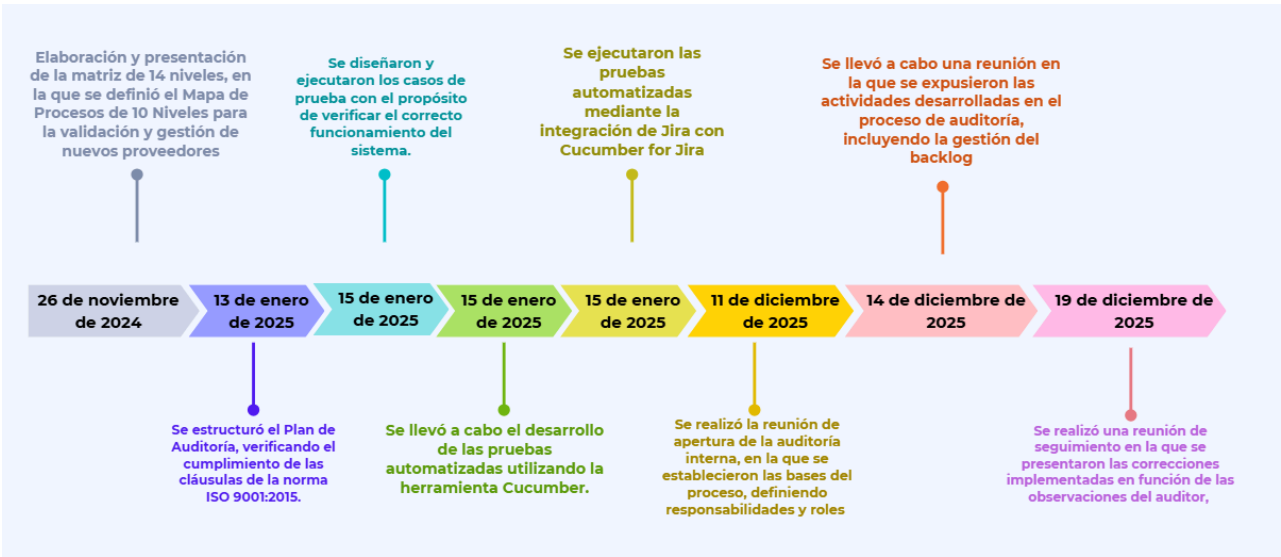 Elaboración y presentación
de la matriz de 14 niveles, en
la que se definió el Mapa de
Procesos de 10 Niveles para
la validación y gestión de
nuevos proveedores
Se diseñaron y
ejecutaron los casos de
prueba con el propósito
de verificar el correcto
funcionamiento del
sistema.
Se ejecutaron las
pruebas
automatizadas
mediante la
integración de Jira con
Cucumber for Jira
Se llevó a cabo una reunión en
la que se expusieron las
actividades desarrolladas en el
proceso de auditoría,
incluyendo la gestión del
backlog
26 de noviembre
de 2024
13 de enero
de 2025
15 de enero
de 2025
15 de enero
de 2025
15 de enero
de 2025
11 de diciembre
de 2025
14 de diciembre de
2025
19 de diciembre de
2025
Se estructuró el Plan de
Auditoría, verificando el
cumplimiento de las
cláusulas de la norma
ISO 9001:2015.
Se llevó a cabo el desarrollo
de las pruebas
automatizadas utilizando la
herramienta Cucumber.
Se realizó la reunión de
apertura de la auditoría
interna, en la que se
establecieron las bases del
proceso, definiendo
responsabilidades y roles
Se realizó una reunión de
seguimiento en la que se
presentaron las correcciones
implementadas en función de las
observaciones del auditor,